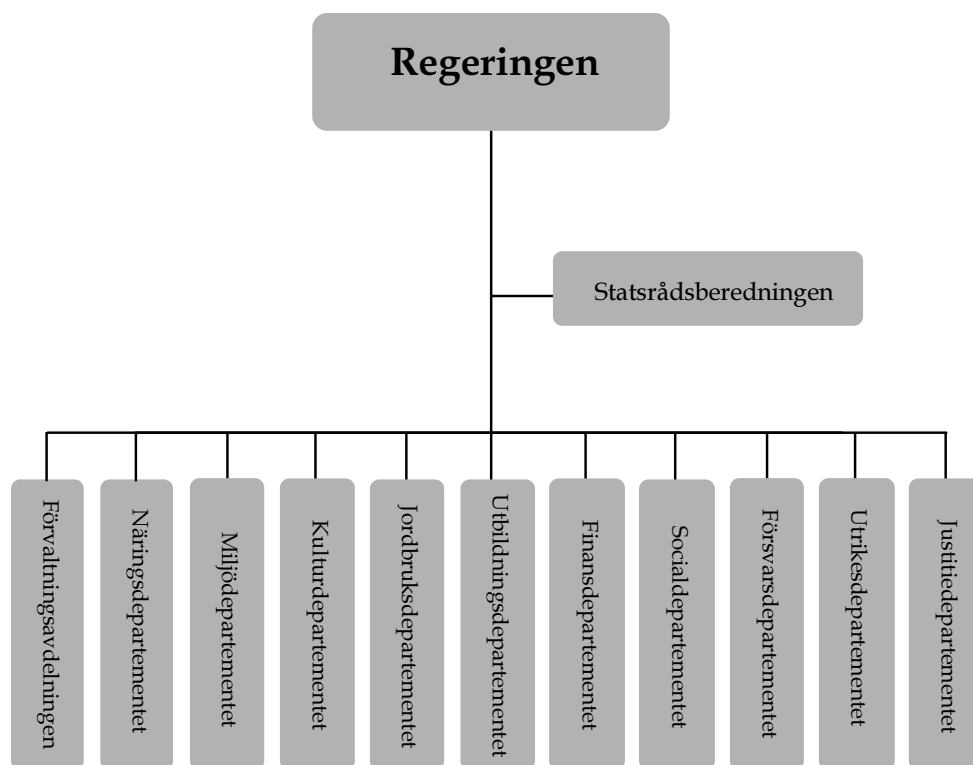 Regeringen
Statsrådsberedningen
Förvaltningsavdelningen
Näringsdepartementet
Miljödepartementet
Kulturdepartementet
Jordbruksdepartementet
Utbildningsdepartementet
Finansdepartementet
Socialdepartementet
Försvarsdepartementet
Utrikesdepartementet
Justitiedepartementet